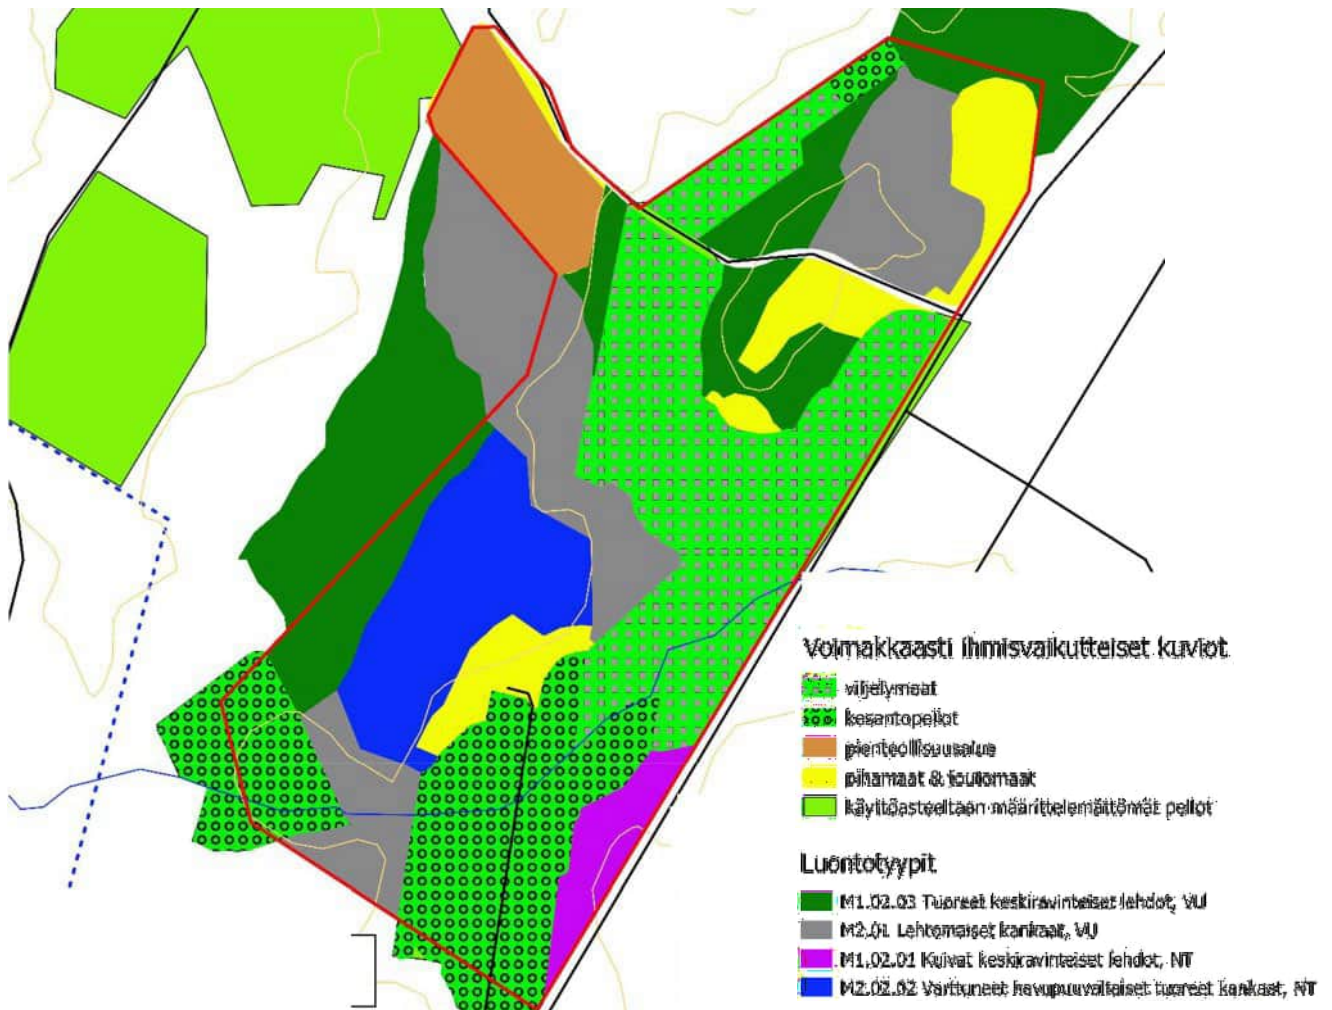 Voimakkaasti ihmisvaikutteiset kuviot
viljelymaat
kesantopellot
pienteollisuusalue
pihamaat & joutomaat
käyttöasteeltaan määrittelemättömät pellot
Luontotyypit
M1.02.03 Tuoreet keskiravinteiset lehdot, VU
M2.01 Lehtomaiset kankaat, VU
M1.02.01 Kuivat keskiravinteiset lehdot, NT
M2.02.02 Varttuneet havupuuvaltaiset tuoreet kankaat, NT